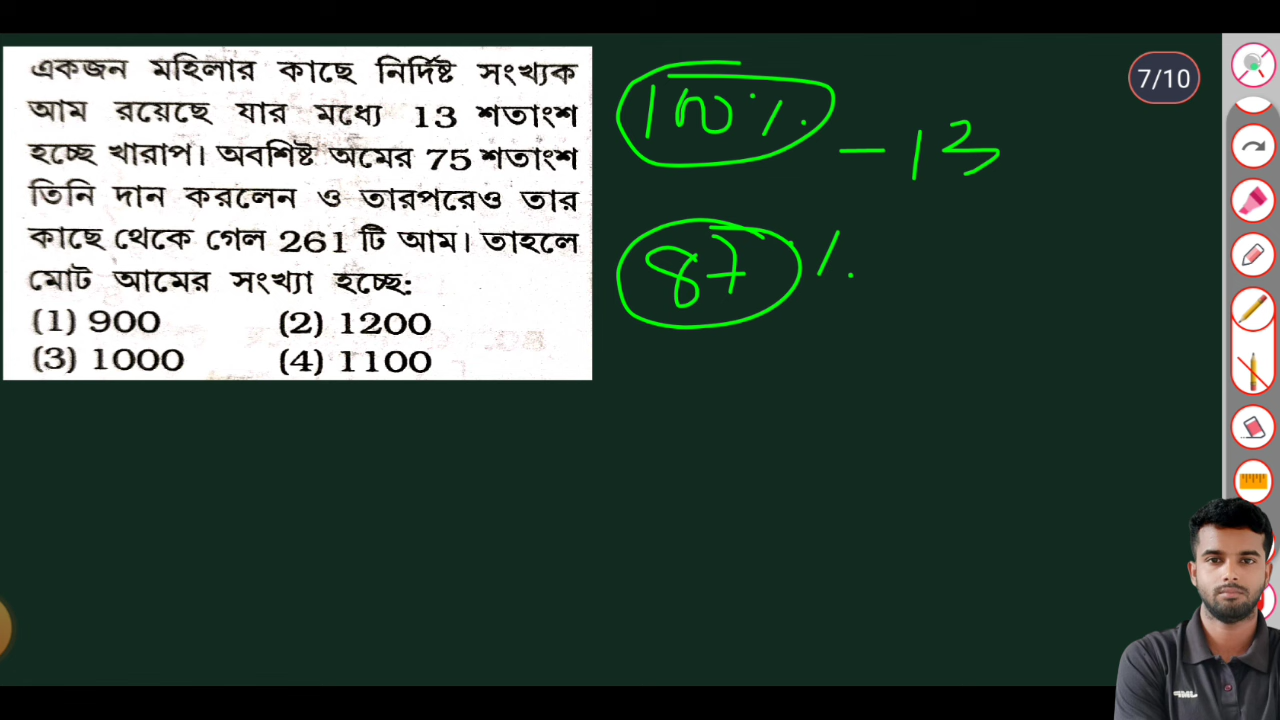 একজন মহিলার কাছে নির্দিষ্ট সংখ্যক
আম রয়েছে যার মধ্যে 13 শতাংশ
হচ্ছে খারাপ। অবশিষ্ট অমের 75 শতাংশ
তিনি দান করলেন ও তারপরেও তার
কাছে থেকে গেল 261 টি আম। তাহলে
মোট আমের সংখ্যা হচ্ছে:
(1) 900 (2) 1200
(3) 1000 (4) 1100
100%
- 13
87 %
7/10